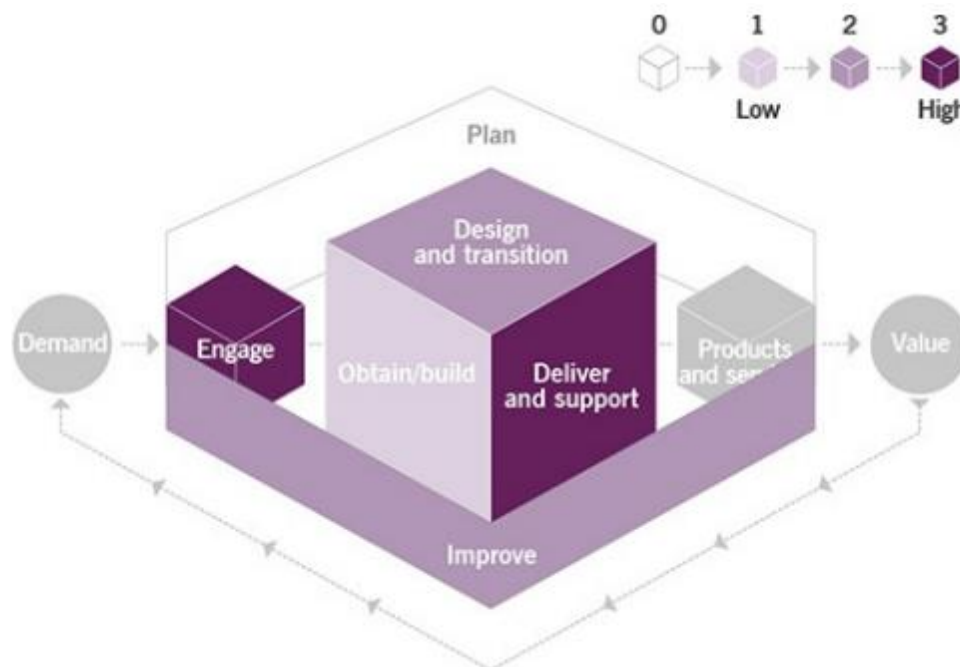 0 1 2 3
Low High
Plan
Design
and transition
Demand
Engage
Obtain/build
Deliver
and support
Products
and
Value
Improve